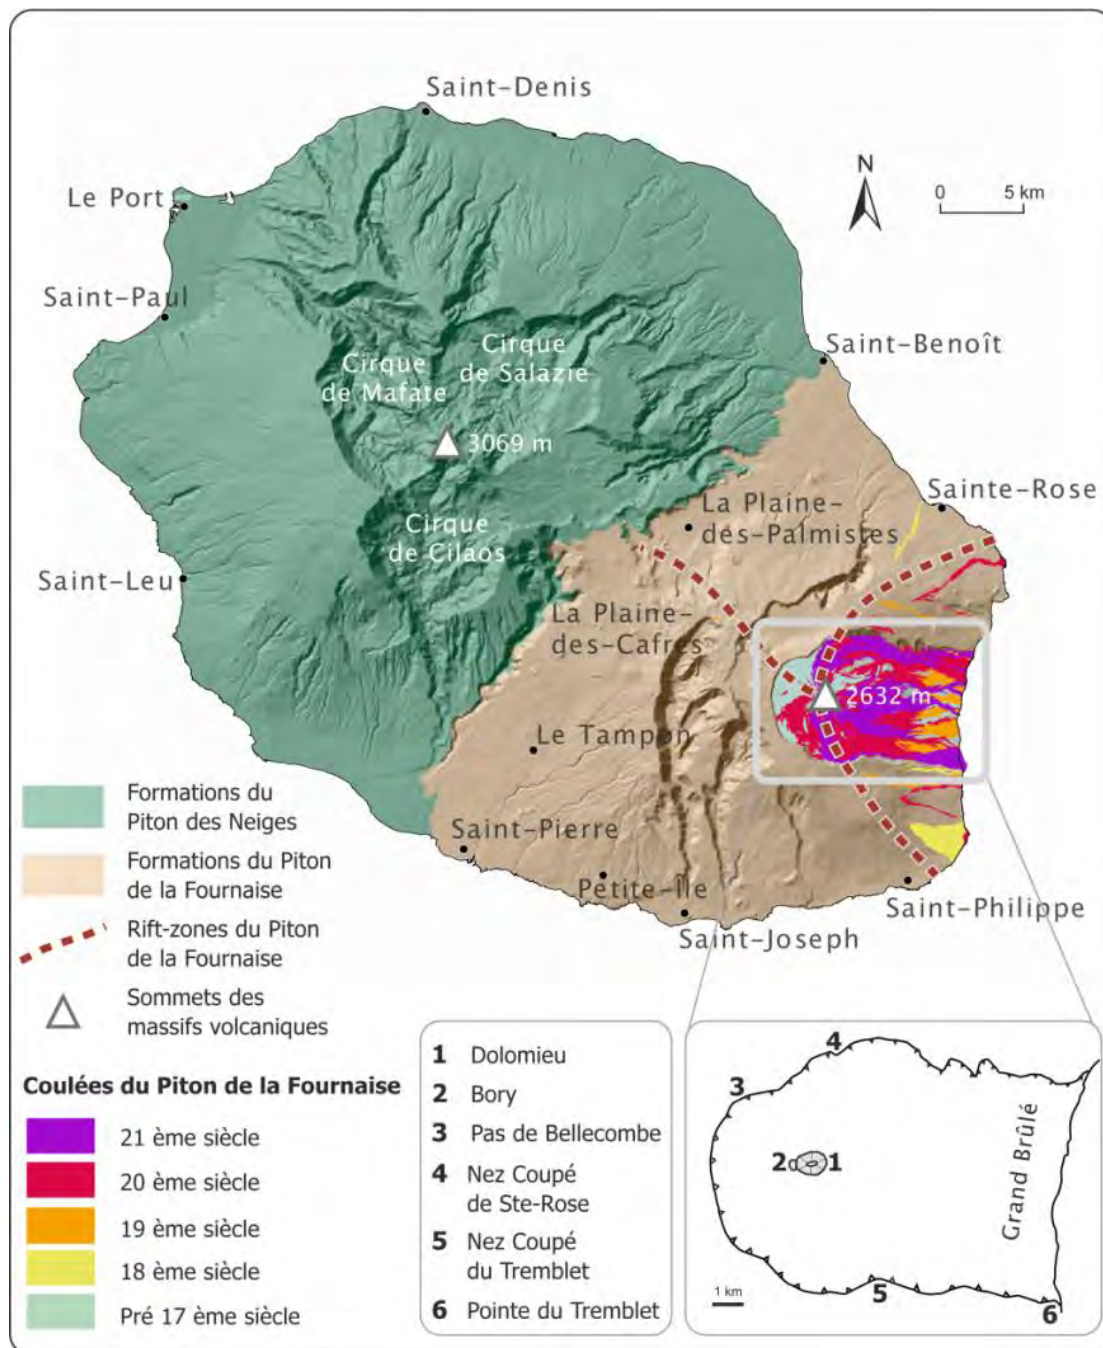 Saint-Denis
N
0 5 km
Le Port
Saint-Paul
Saint-Benoît
Cirque
de Mafate
Cirque
de Salazie
3069 m
Sainte-Rose
La Plaine-
des-Palmistes
Cirque
de Cilaos
Saint-Leu
La Plaine-
des-Cafres
2632 m
Le Tampon
Saint-Pierre
Petite-Ile
Saint-Joseph
Saint-Philippe
Formations du
Piton des Neiges
Formations du Piton
de la Fournaise
Rift-zones du Piton
de la Fournaise
Sommets des
massifs volcaniques
Coulées du Piton de la Fournaise
21 ème siècle
20 ème siècle
19 ème siècle
18 ème siècle
Pré 17 ème siècle
1 Dolomieu
2 Bory
3 Pas de Bellecombe
4 Nez Coupé
de Ste-Rose
5 Nez Coupé
du Tremblet
6 Pointe du Tremblet
4
3
2 1
Grand Brûlé
1 km
5
6